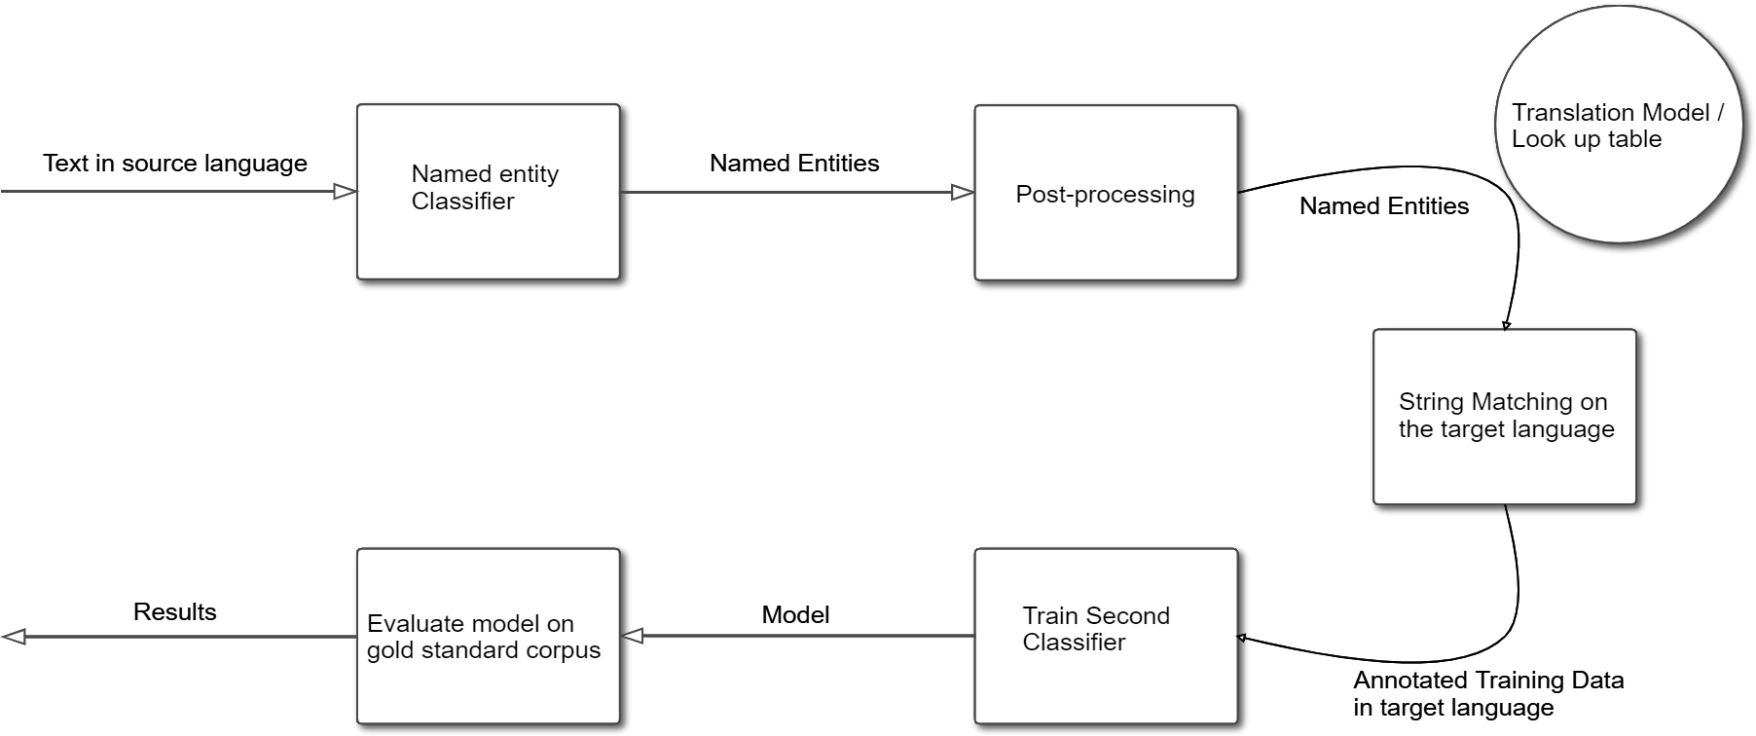 Text in source language
Named entity
Classifier
Named Entities
Post-processing
Named Entities
Translation Model /
Look up table
String Matching on
the target language
Annotated Training Data
in target language
Train Second
Classifier
Model
Evaluate model on
gold standard corpus
Results